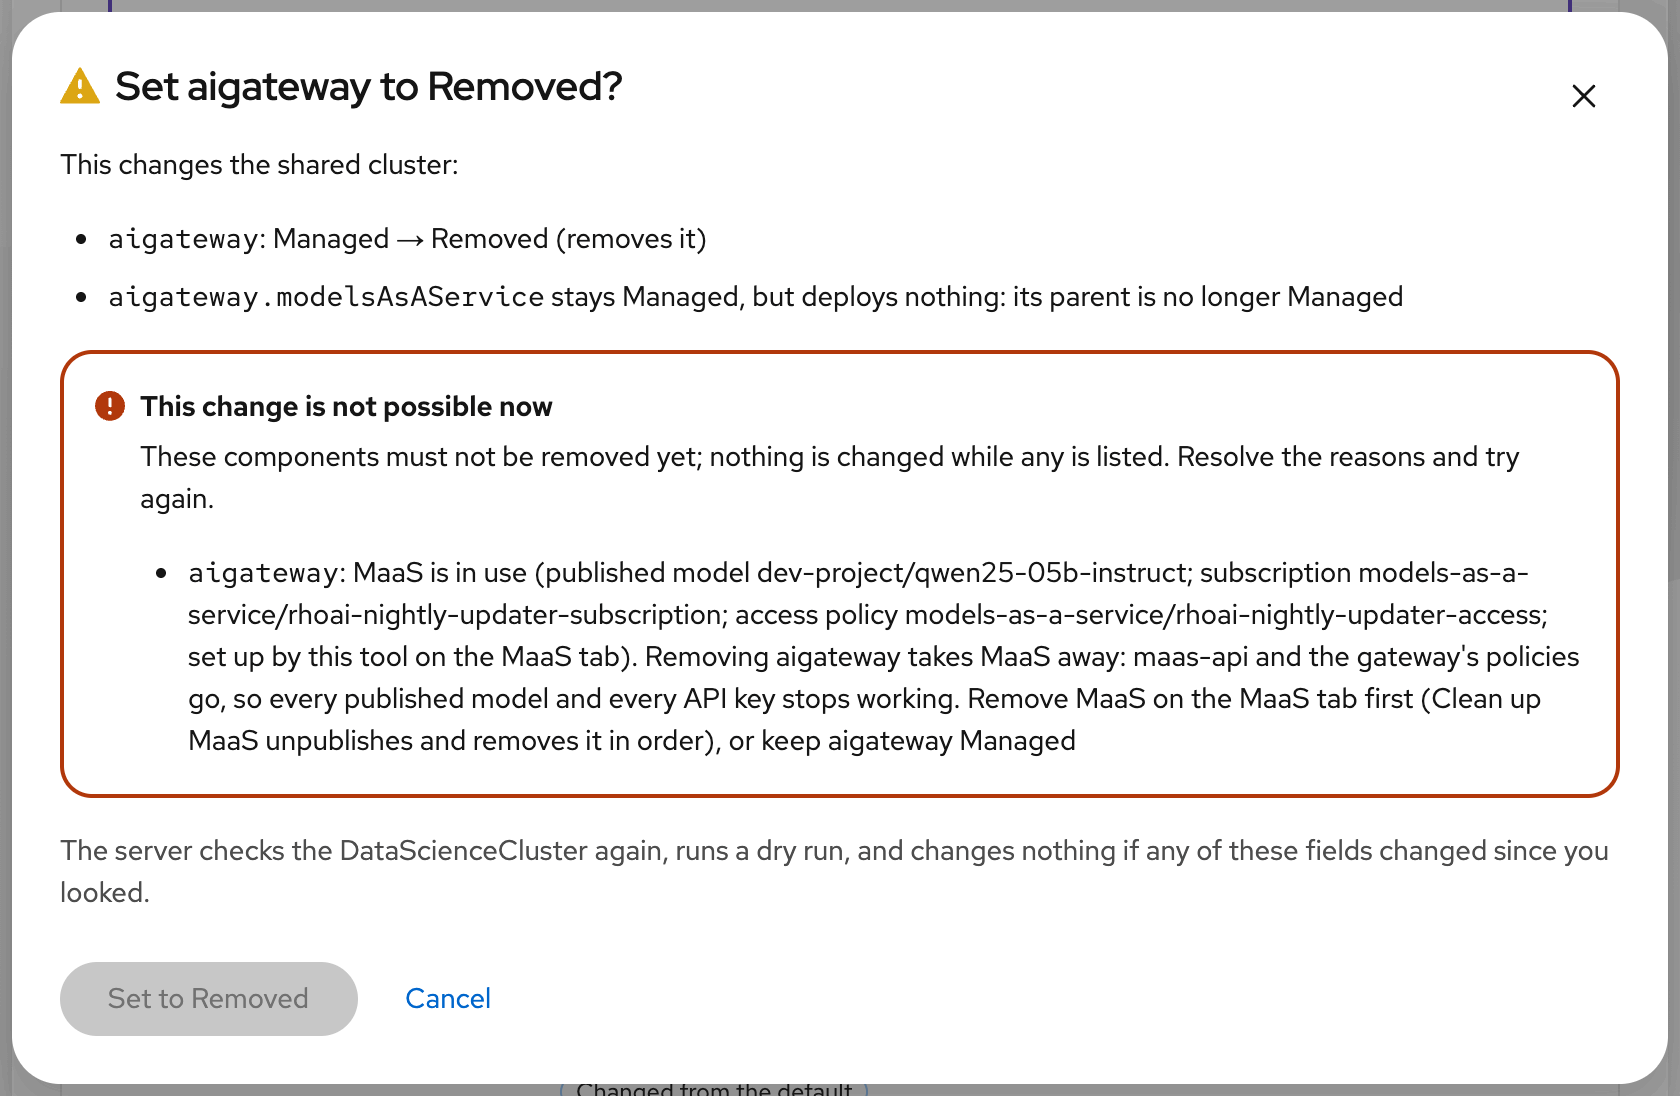 Set aigateway to Removed?
This changes the shared cluster:
• aigateway: Managed → Removed (removes it)
• aigateway.modelsAsAService stays Managed, but deploys nothing: its parent is no longer Managed
This change is not possible now
These components must not be removed yet; nothing is changed while any is listed. Resolve the reasons and try
again.
• aigateway: MaaS is in use (published model dev-project/qwen25-05b-instruct; subscription models-as-a-
service/rhoai-nightly-updater-subscription; access policy models-as-a-service/rhoai-nightly-updater-access;
set up by this tool on the MaaS tab). Removing aigateway takes MaaS away: maas-api and the gateway's policies
go, so every published model and every API key stops working. Remove MaaS on the MaaS tab first (Clean up
MaaS unpublishes and removes it in order), or keep aigateway Managed
The server checks the DataScienceCluster again, runs a dry run, and changes nothing if any of these fields changed since you
looked.
Set to Removed
Cancel
Changed from the default